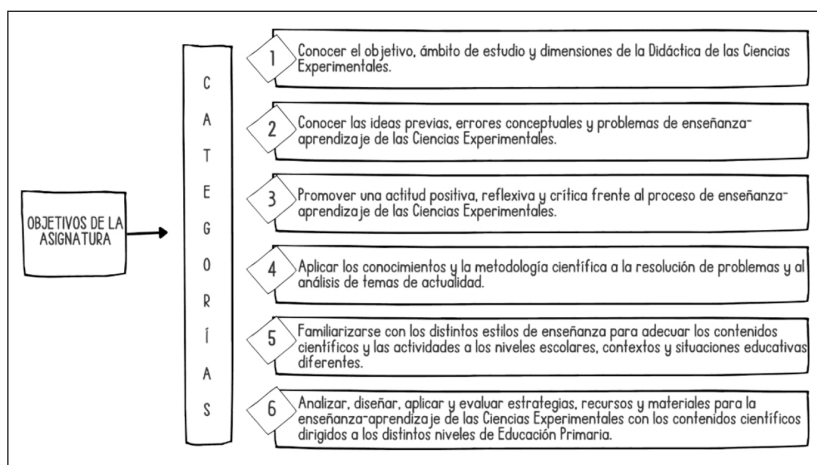 OBJETIVOS DE LA
ASIGNATURA
CATEGORÍAS
1
Conocer el objetivo, ámbito de estudio y dimensiones de la Didáctica de las Ciencias
Experimentales.
2
Conocer las ideas previas, errores conceptuales y problemas de enseñanza-
aprendizaje de las Ciencias Experimentales.
3
Promover una actitud positiva, reflexiva y crítica frente al proceso de enseñanza-
aprendizaje de las Ciencias Experimentales.
4
Aplicar los conocimientos y la metodología científica a la resolución de problemas y al
análisis de temas de actualidad.
5
Familiarizarse con los distintos estilos de enseñanza para adecuar los contenidos
científicos y las actividades a los niveles escolares, contextos y situaciones educativas
diferentes.
6
Analizar, diseñar, aplicar y evaluar estrategias, recursos y materiales para la
enseñanza-aprendizaje de las Ciencias Experimentales con los contenidos científicos
dirigidos a los distintos niveles de Educación Primaria.